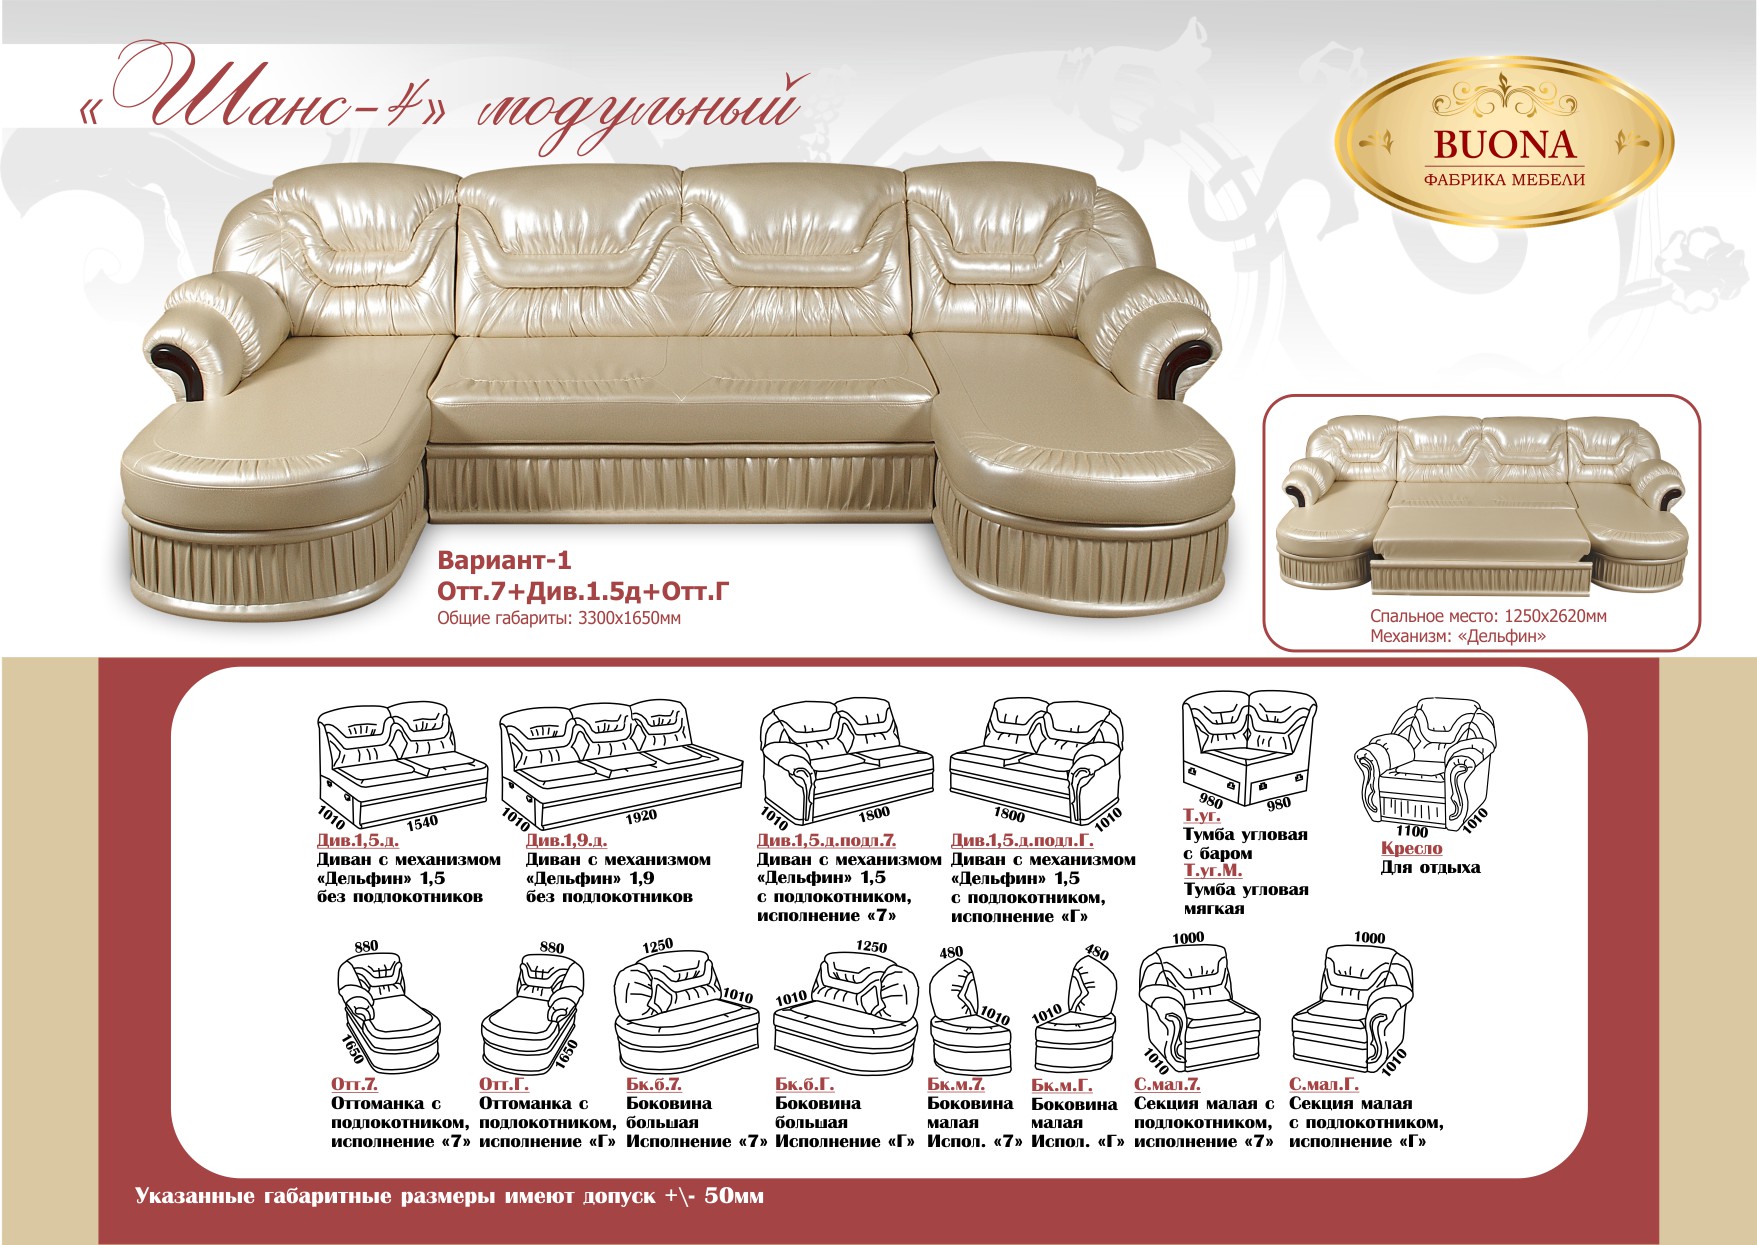 «Шанс-4» модульный
BUONA
ФАБРИКА МЕБЕЛИ
Вариант-1
Отт.7+Див.1.5д+Отт.Г
Общие габариты: 3300х1650мм
Спальное место: 1250х2620мм
Механизм: «Дельфин»
1010
1540
Див.1,5.д.
Диван с механизмом
«Дельфин» 1,5
без подлокотников
1010
1920
Див.1,9.д.
Диван с механизмом
«Дельфин» 1,9
без подлокотников
1010
1800
Див.1,5.д.подл.7.
Диван с механизмом
«Дельфин» 1,5
с подлокотником,
исполнение «7»
1800
1010
Див.1,5.д.подл.Г.
Диван с механизмом
«Дельфин» 1,5
с подлокотником,
исполнение «Г»
980
980
Т.уг.
Тумба угловая
с баром
Т.уг.М.
Тумба угловая
мягкая
1100
1010
Кресло
Для отдыха
880
1650
Отт.7.
Оттоманка с
подлокотником,
исполнение «7»
880
1650
Отт.Г.
Оттоманка с
подлокотником,
исполнение «Г»
1250
1010
Бк.б.7.
Боковина
большая
Исполнение «7»
1250
1010
Бк.б.Г.
Боковина
большая
Исполнение «Г»
480
1010
Бк.м.7.
Боковина
малая
Испол. «7»
480
1010
Бк.м.Г.
Боковина
малая
Испол. «Г»
1000
1010
С.мал.7.
Секция малая с
подлокотником,
исполнение «7»
1000
1010
С.мал.Г.
Секция малая
с подлокотником,
исполнение «Г»
Указанные габаритные размеры имеют допуск +\- 50мм